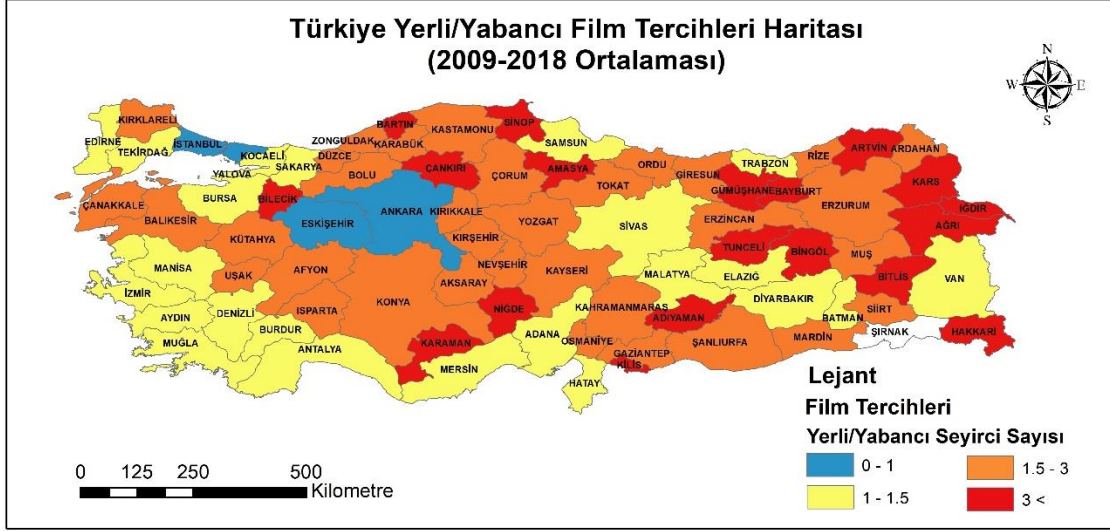 Türkiye Yerli/Yabancı Film Tercihleri Haritası
(2009-2018 Ortalaması)
N
W E
S
KIRKLARELİ
EDİRNE
TEKİRDAĞ
İSTANBUL
KOCAELİ
YALOVA
SAKARYA
DÜZCE
ZONGULDAK
BARTIN
KARABÜK
KASTAMONU
SİNOP
SAMSUN
ORDU
GİRESUN
TRABZON
RİZE
ARTVİN
ARDAHAN
ÇANAKKALE
BALIKESİR
BURSA
BİLECİK
BOLU
ÇANKIRI
ÇORUM
AMASYA
TOKAT
GÜMÜŞHANE
BAYBURT
ERZURUM
KARS
IĞDIR
AĞRI
KÜTAHYA
ESKİŞEHİR
ANKARA
KIRIKKALE
YOZGAT
SİVAS
ERZİNCAN
TUNCELİ
BİNGÖL
MUŞ
MANİSA
UŞAK
AFYON
KIRŞEHİR
NEVŞEHİR
KAYSERİ
MALATYA
ELAZIĞ
BİTLİS
VAN
İZMİR
AYDIN
DENİZLİ
BURDUR
ISPARTA
KONYA
AKSARAY
NİĞDE
KAHRAMANMARAŞ
ADIYAMAN
DİYARBAKIR
BATMAN
SİİRT
ŞIRNAK
HAKKARİ
MUĞLA
ANTALYA
KARAMAN
MERSİN
ADANA
OSMANİYE
GAZİANTEP
KİLİS
ŞANLIURFA
MARDİN
HATAY
Lejant
Film Tercihleri
Yerli/Yabancı Seyirci Sayısı
0 - 1
1.5 - 3
1 - 1.5
3 <
0 125 250 500
Kilometre